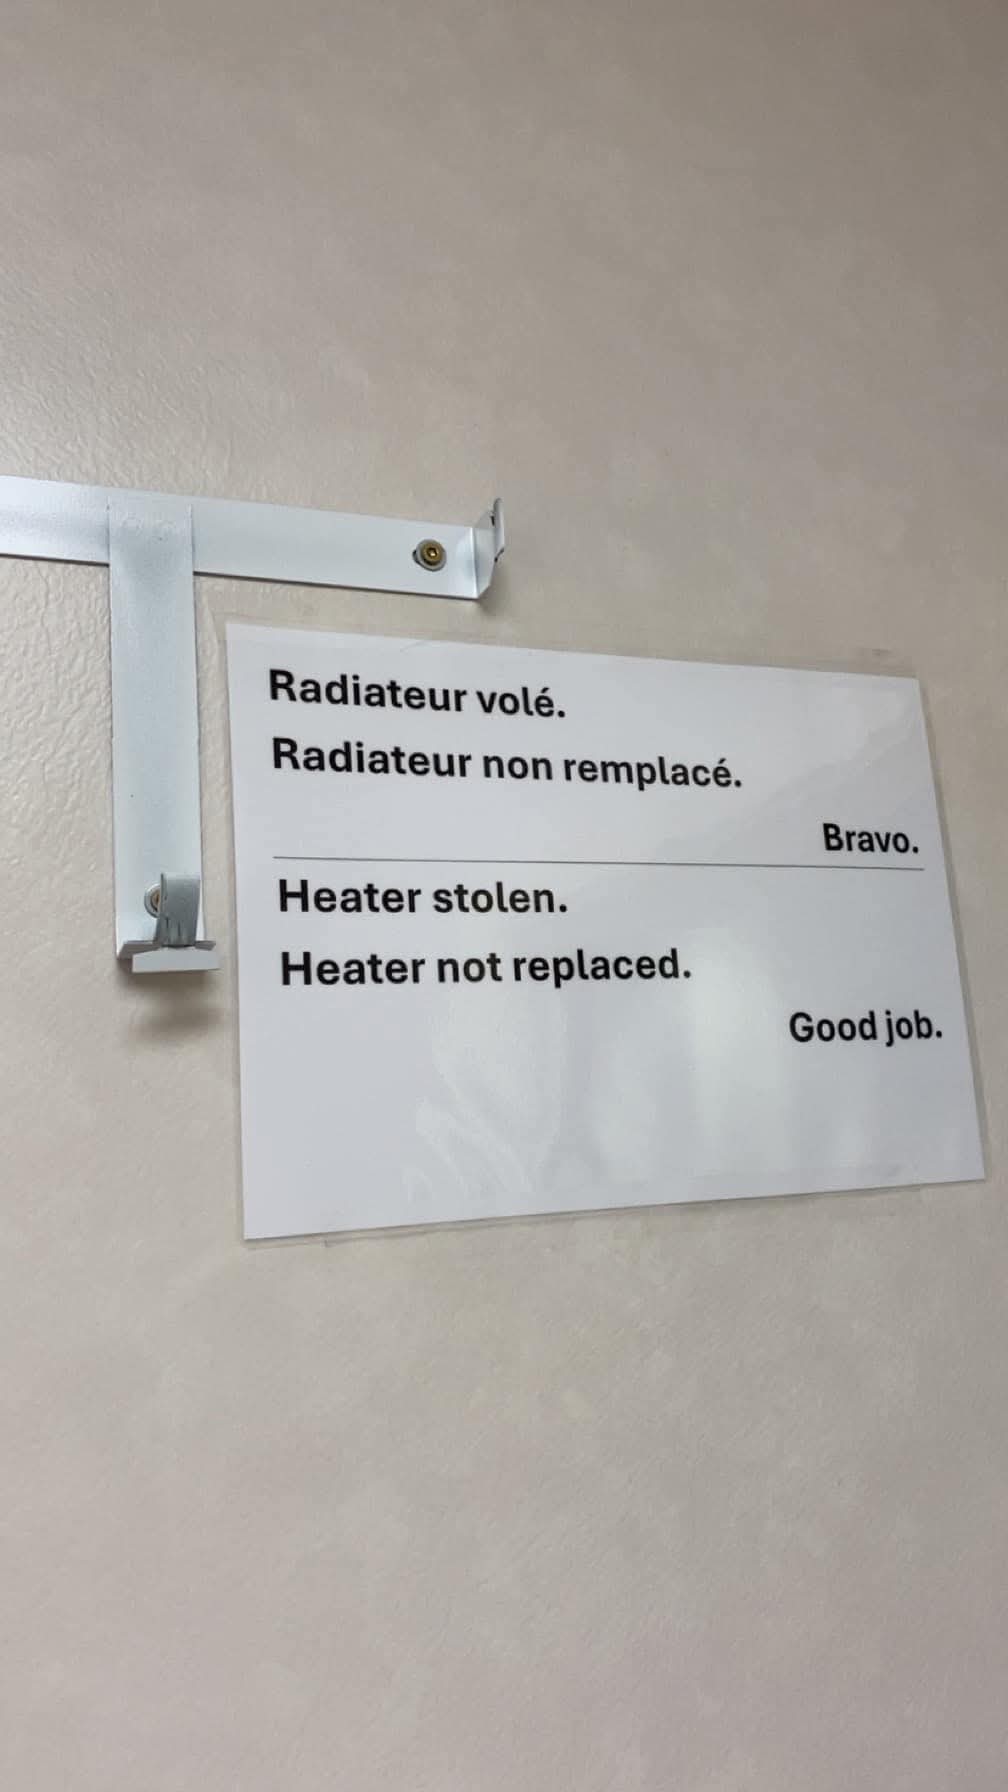 Radiateur volé.
Radiateur non remplacé.
Bravo.
Heater stolen.
Heater not replaced.
Good job.